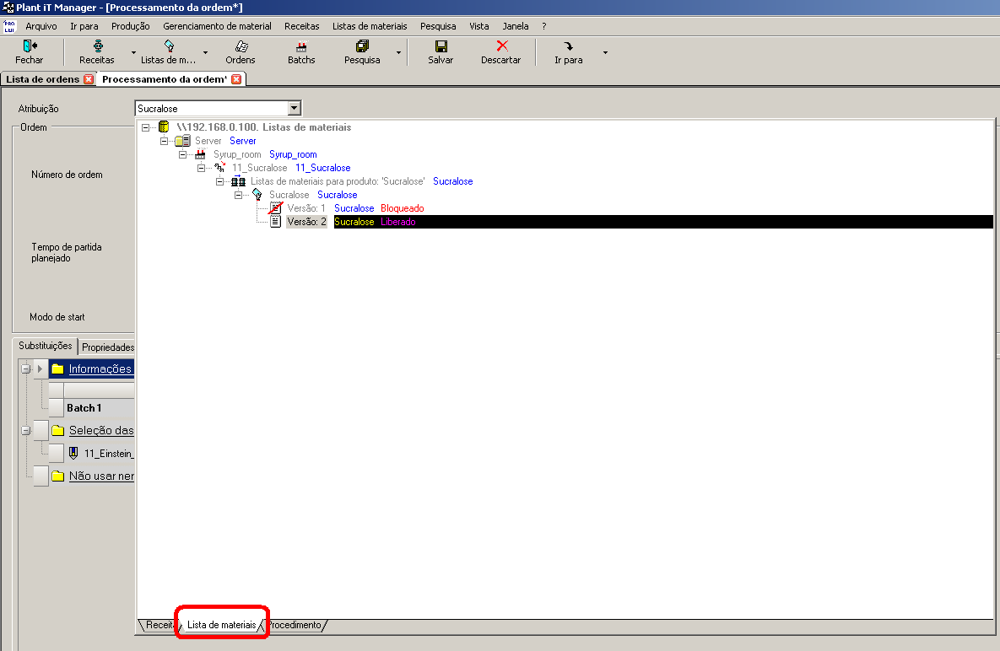 Plant iT Manager - [Processamento da ordem*]
Arquivo Ir para Produção Gerenciamento de material Receitas Listas de materiais Pesquisa Vista Janela ?
Fechar Receitas Listas de m... Ordens Batchs Pesquisa Salvar Descartar Ir para
Lista de ordens Processamento da ordem*
Atribuição Sucralose
Ordem
\\192.168.0.100. Listas de materiais
Server Server
Syrup_room Syrup_room
11_Sucralose 11_Sucralose
Número de ordem
Listas de materiais para produto: 'Sucralose' Sucralose
Sucralose Sucralose
Versão: 1 Sucralose Bloqueado
Versão: 2 Sucralose Liberado
Tempo de partida
planejado
Modo de start
Substituições Propriedades
Informações
Batch 1
Seleção das
11_Einstein_
Não usar ner
Receita Lista de materiais Procedimento